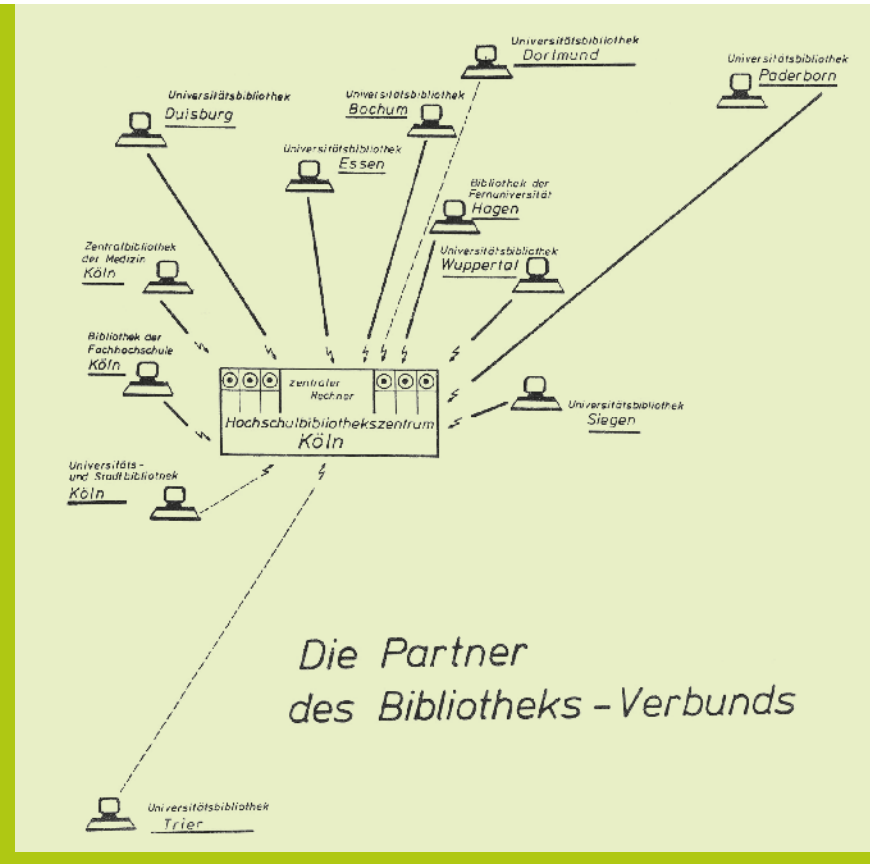 Universitätsbibliothek
Dortmund
Universitätsbibliothek
Paderborn
Universitätsbibliothek
Duisburg
Universitätsbibliothek
Bochum
Universitätsbibliothek
Essen
Bibliothek der
Fernuniversität
Hagen
Zentralbibliothek
der Medizin
Köln
Universitätsbibliothek
Wuppertal
Bibliothek der
Fachhochschule
Köln
Zentraler
Rechner
Hochschulbibliothekszentrum
Köln
Universitätsbibliothek
Siegen
Universitäts-
und Stadtbibliothek
Köln
Die Partner
des Bibliotheks-Verbunds
Universitätsbibliothek
Trier